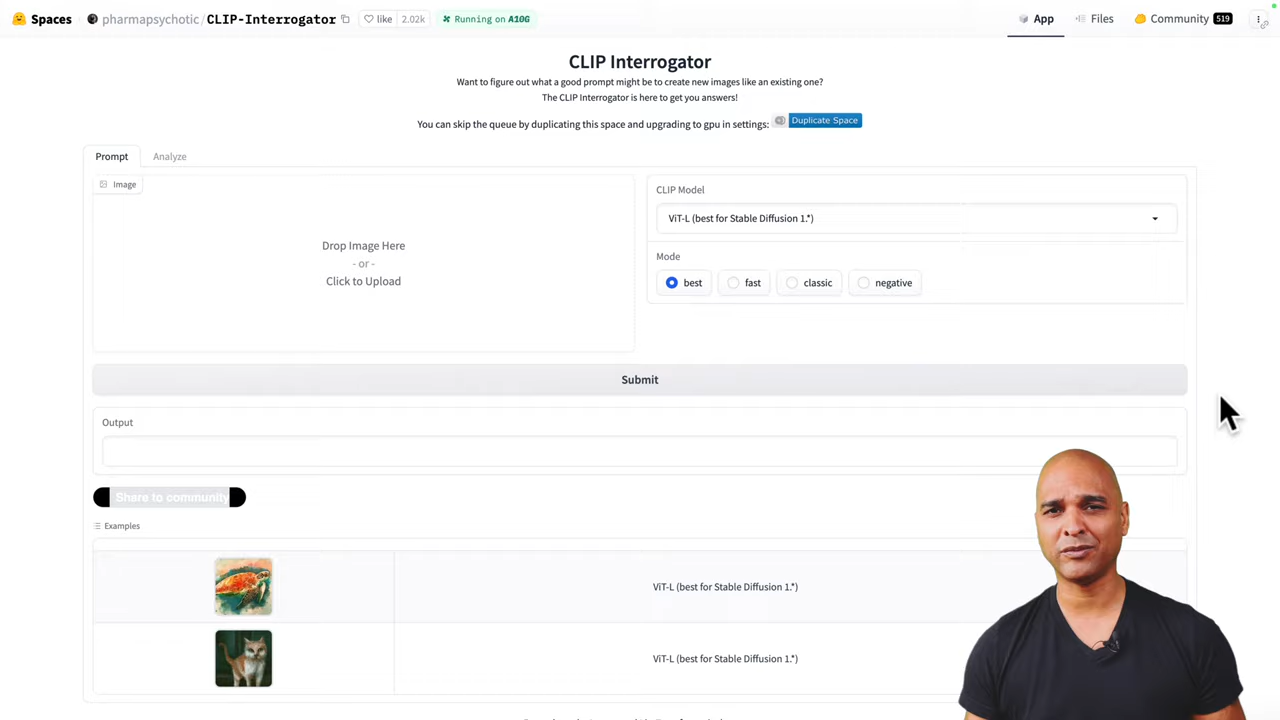 Spaces pharmapsychotic/CLIP-Interrogator like 2.02k Running on A10G App Files Community 519
CLIP Interrogator
Want to figure out what a good prompt might be to create new images like an existing one?
The CLIP Interrogator is here to get you answers!
You can skip the queue by duplicating this space and upgrading to gpu in settings: Duplicate Space
Prompt Analyze
Image
Drop Image Here
- or -
Click to Upload
CLIP Model
ViT-L (best for Stable Diffusion 1.*)
Mode
best fast classic negative
Submit
Output
Share to community
Examples
ViT-L (best for Stable Diffusion 1.*)
ViT-L (best for Stable Diffusion 1.*)